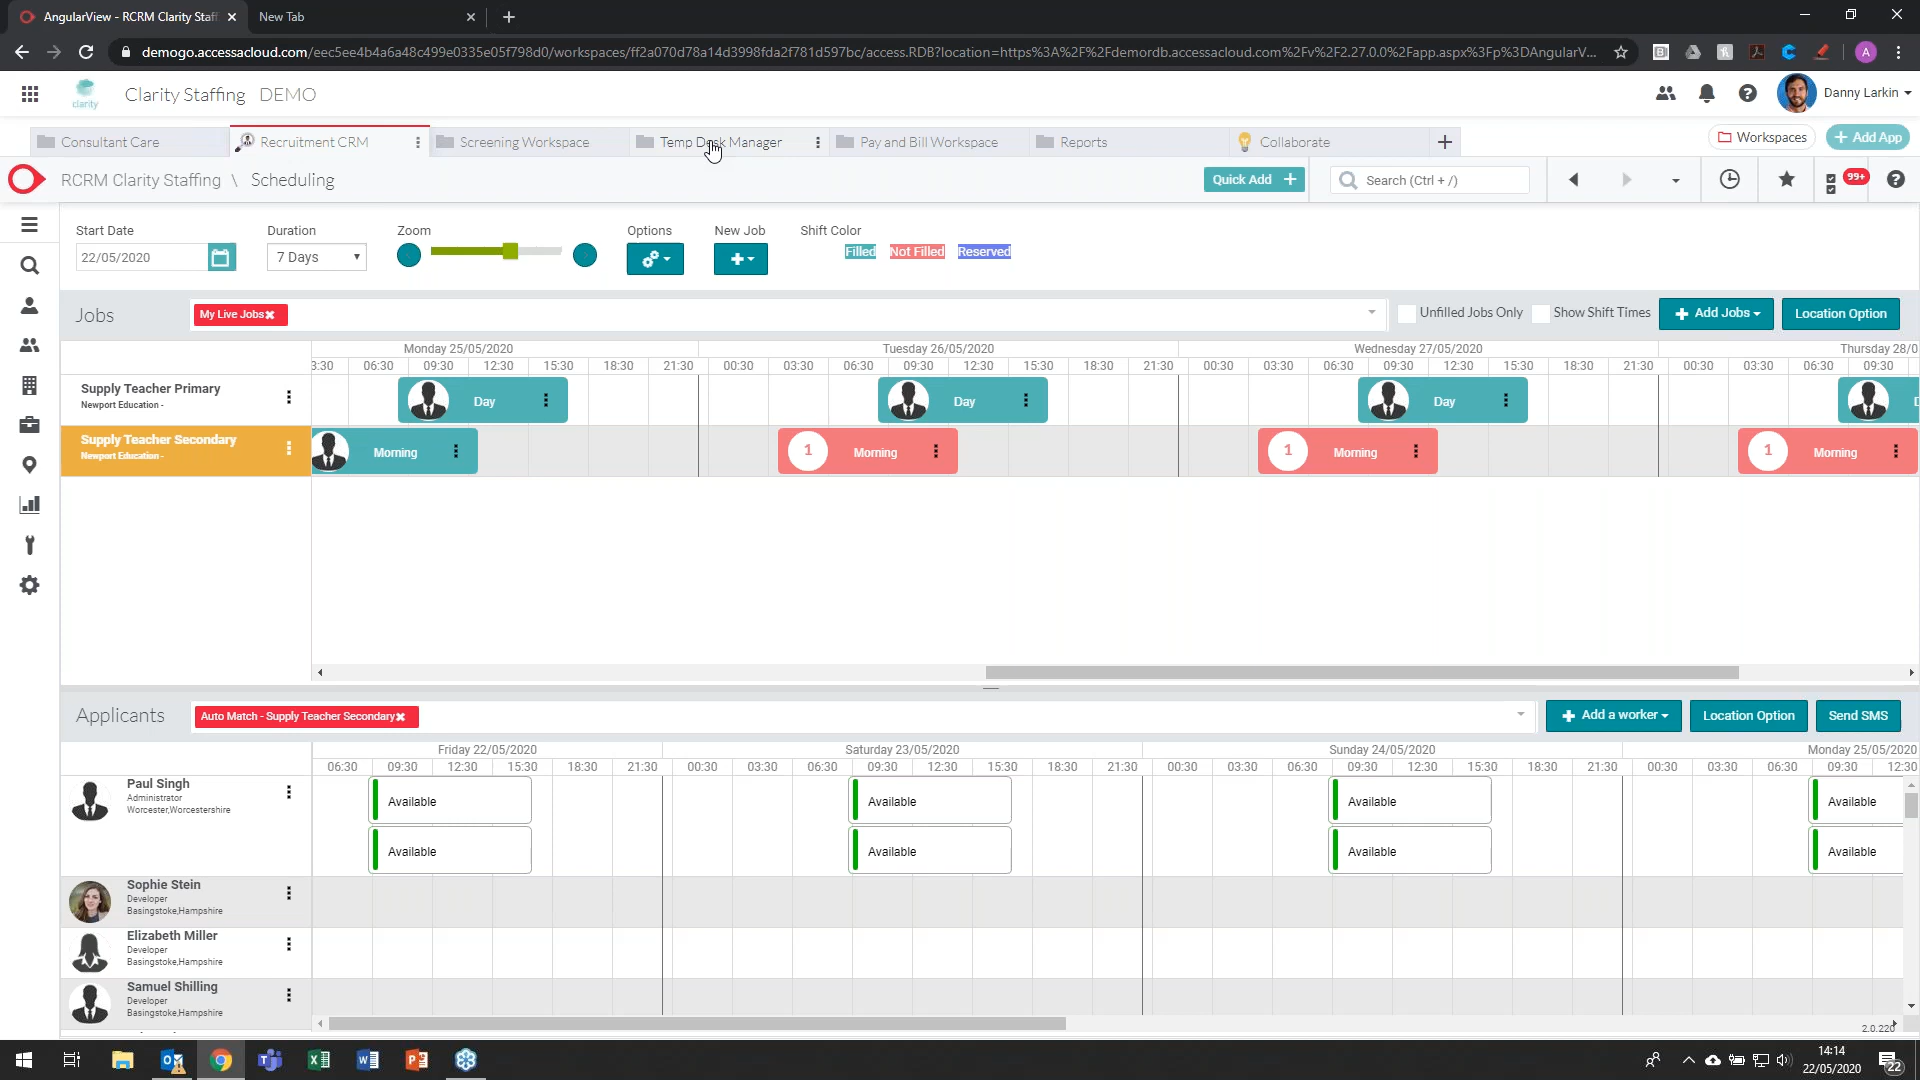 AngularView - RCRM Clarity Staff
New Tab
demogo.accessacloud.com/eec5ee4b4a6a48c499e0335e05f798d0/workspaces/ff2a070d78a14d3998fda2f781d597bc/access.RDB?location=https%3A%2F%2Fdemordb.accessacloud.com%2Fv%2F2.27.0.0%2Fapp.aspx%3Fp%3DAngularV...
A
clarity
Clarity Staffing DEMO
Danny Larkin
Consultant Care
Recruitment CRM
Screening Workspace
Temp Desk Manager
Pay and Bill Workspace
Reports
Collaborate
Workspaces
Add App
RCRM Clarity Staffing \ Scheduling
Quick Add
Search (Ctrl + /)
99+
Start Date
Duration
Zoom
Options
New Job
Shift Color
22/05/2020
7 Days
Filled
Not Filled
Reserved
Jobs
My Live Jobs
Unfilled Jobs Only
Show Shift Times
Add Jobs
Location Option
Monday 25/05/2020
Tuesday 26/05/2020
Wednesday 27/05/2020
Thursday 28/0
3:30 06:30 09:30 12:30 15:30 18:30 21:30 00:30 03:30 06:30 09:30 12:30 15:30 18:30 21:30 00:30 03:30 06:30 09:30 12:30 15:30 18:30 21:30 00:30 03:30 06:30 09:30
Supply Teacher Primary
Newport Education -
Day
Day
Day
Supply Teacher Secondary
Newport Education -
Morning
1 Morning
1 Morning
1 Morning
Applicants
Auto Match - Supply Teacher Secondary
Add a worker
Location Option
Send SMS
Friday 22/05/2020
Saturday 23/05/2020
Sunday 24/05/2020
Monday 25/05/2020
06:30 09:30 12:30 15:30 18:30 21:30 00:30 03:30 06:30 09:30 12:30 15:30 18:30 21:30 00:30 03:30 06:30 09:30 12:30 15:30 18:30 21:30 00:30 03:30 06:30 09:30 12:30
Paul Singh
Administrator
Worcester,Worcestershire
Available
Available
Available
Available
Available
Available
Available
Available
Sophie Stein
Developer
Basingstoke,Hampshire
Elizabeth Miller
Developer
Basingstoke,Hampshire
Samuel Shilling
Developer
Basingstoke,Hampshire
2.0.220
14:14
22/05/2020
22